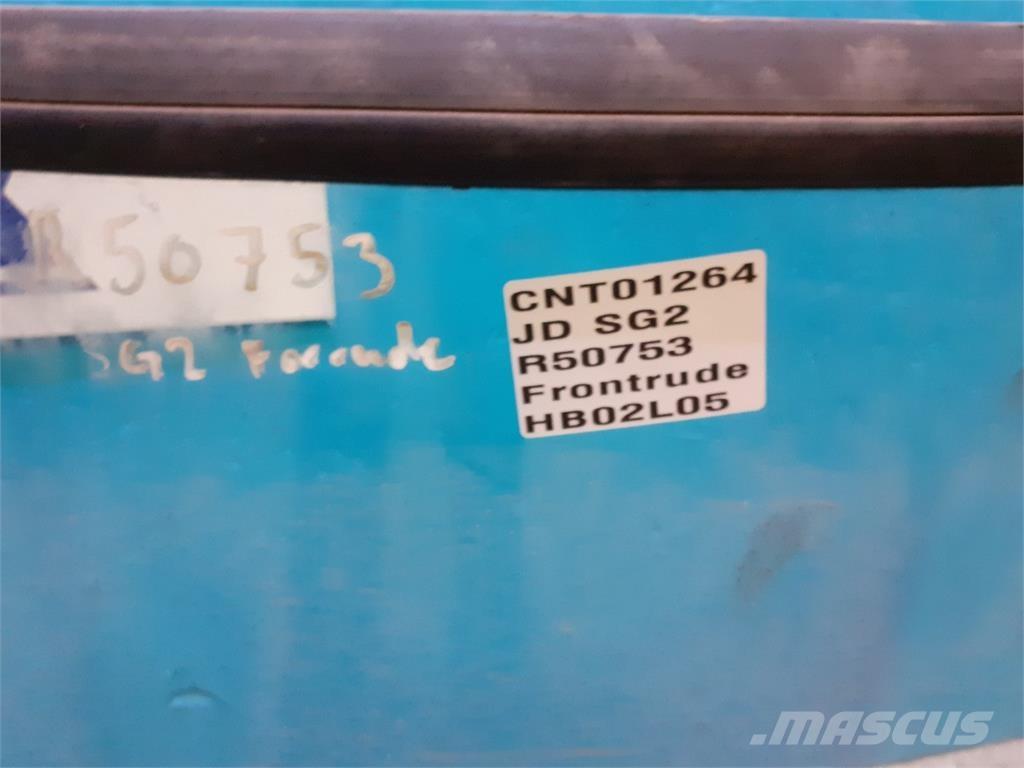 R50753
SG2 Forrude
CNT01264
JD SG2
R50753
Frontrude
HB02L05
MASCUS